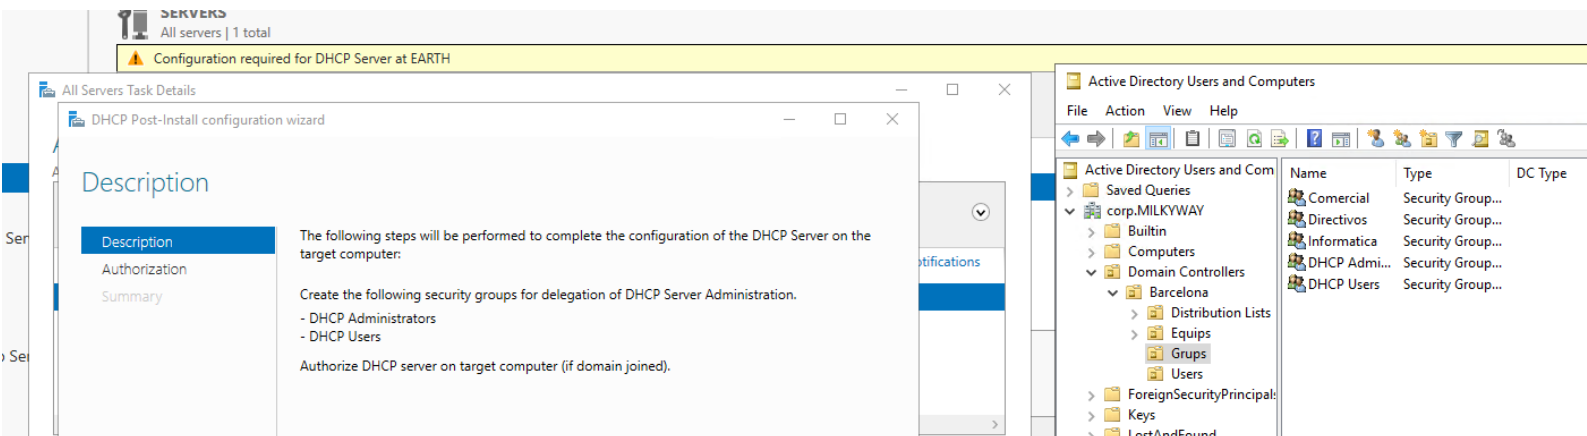 SERVERS
All servers | 1 total
Configuration required for DHCP Server at EARTH
All Servers Task Details
DHCP Post-Install configuration wizard
A
A
Description
Ser
Description
Authorization
Summary
The following steps will be performed to complete the configuration of the DHCP Server on the
target computer:
Create the following security groups for delegation of DHCP Server Administration.
- DHCP Administrators
- DHCP Users
Authorize DHCP server on target computer (if domain joined).
otifications
Ser
Active Directory Users and Computers
File Action View Help
Active Directory Users and Com
Saved Queries
corp.MILKYWAY
Builtin
Computers
Domain Controllers
Barcelona
Distribution Lists
Equips
Grups
Users
ForeignSecurityPrincipal
Keys
LostAndFound
Name Type DC Type
Comercial Security Group...
Directivos Security Group...
Informatica Security Group...
DHCP Admi... Security Group...
DHCP Users Security Group...